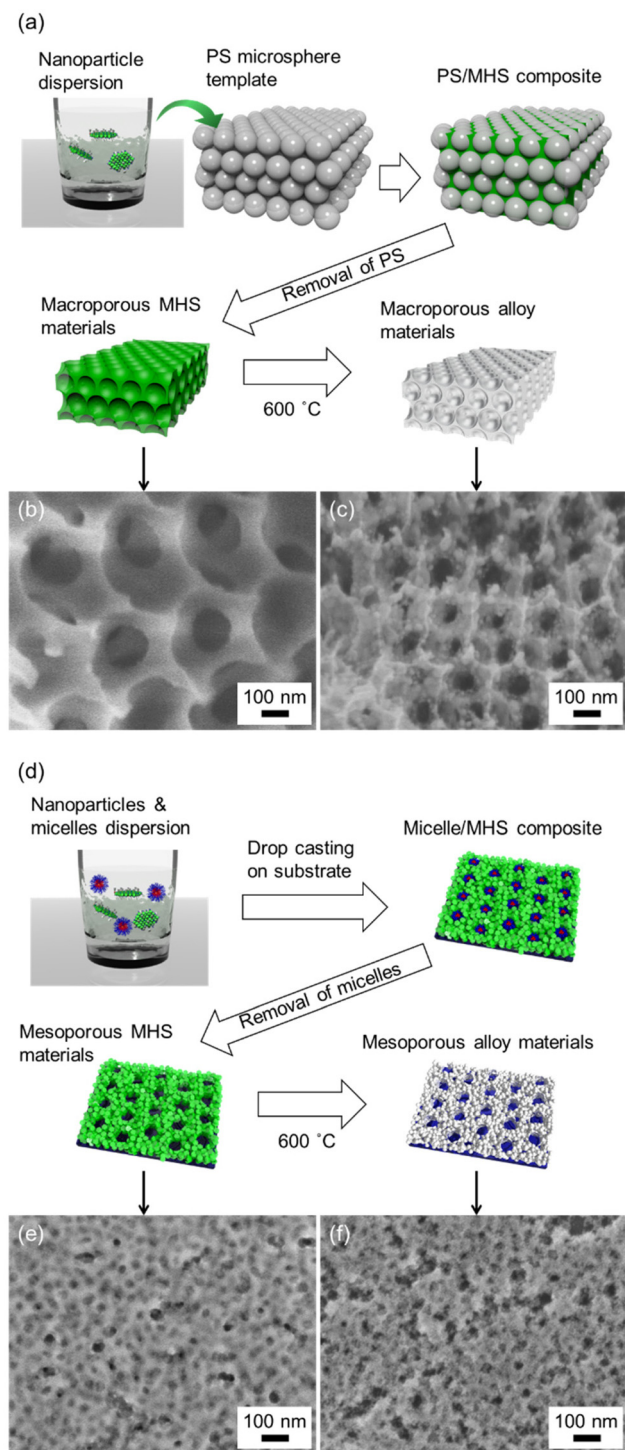 (a)
Nanoparticle
dispersion
PS microsphere
template
PS/MHS composite
Removal of PS
Macroporous MHS
materials
600 ˚C
Macroporous alloy
materials
(b)
100 nm
(c)
100 nm
(d)
Nanoparticles &
micelles dispersion
Drop casting
on substrate
Micelle/MHS composite
Removal of micelles
Mesoporous MHS
materials
600 ˚C
Mesoporous alloy materials
(e)
100 nm
(f)
100 nm